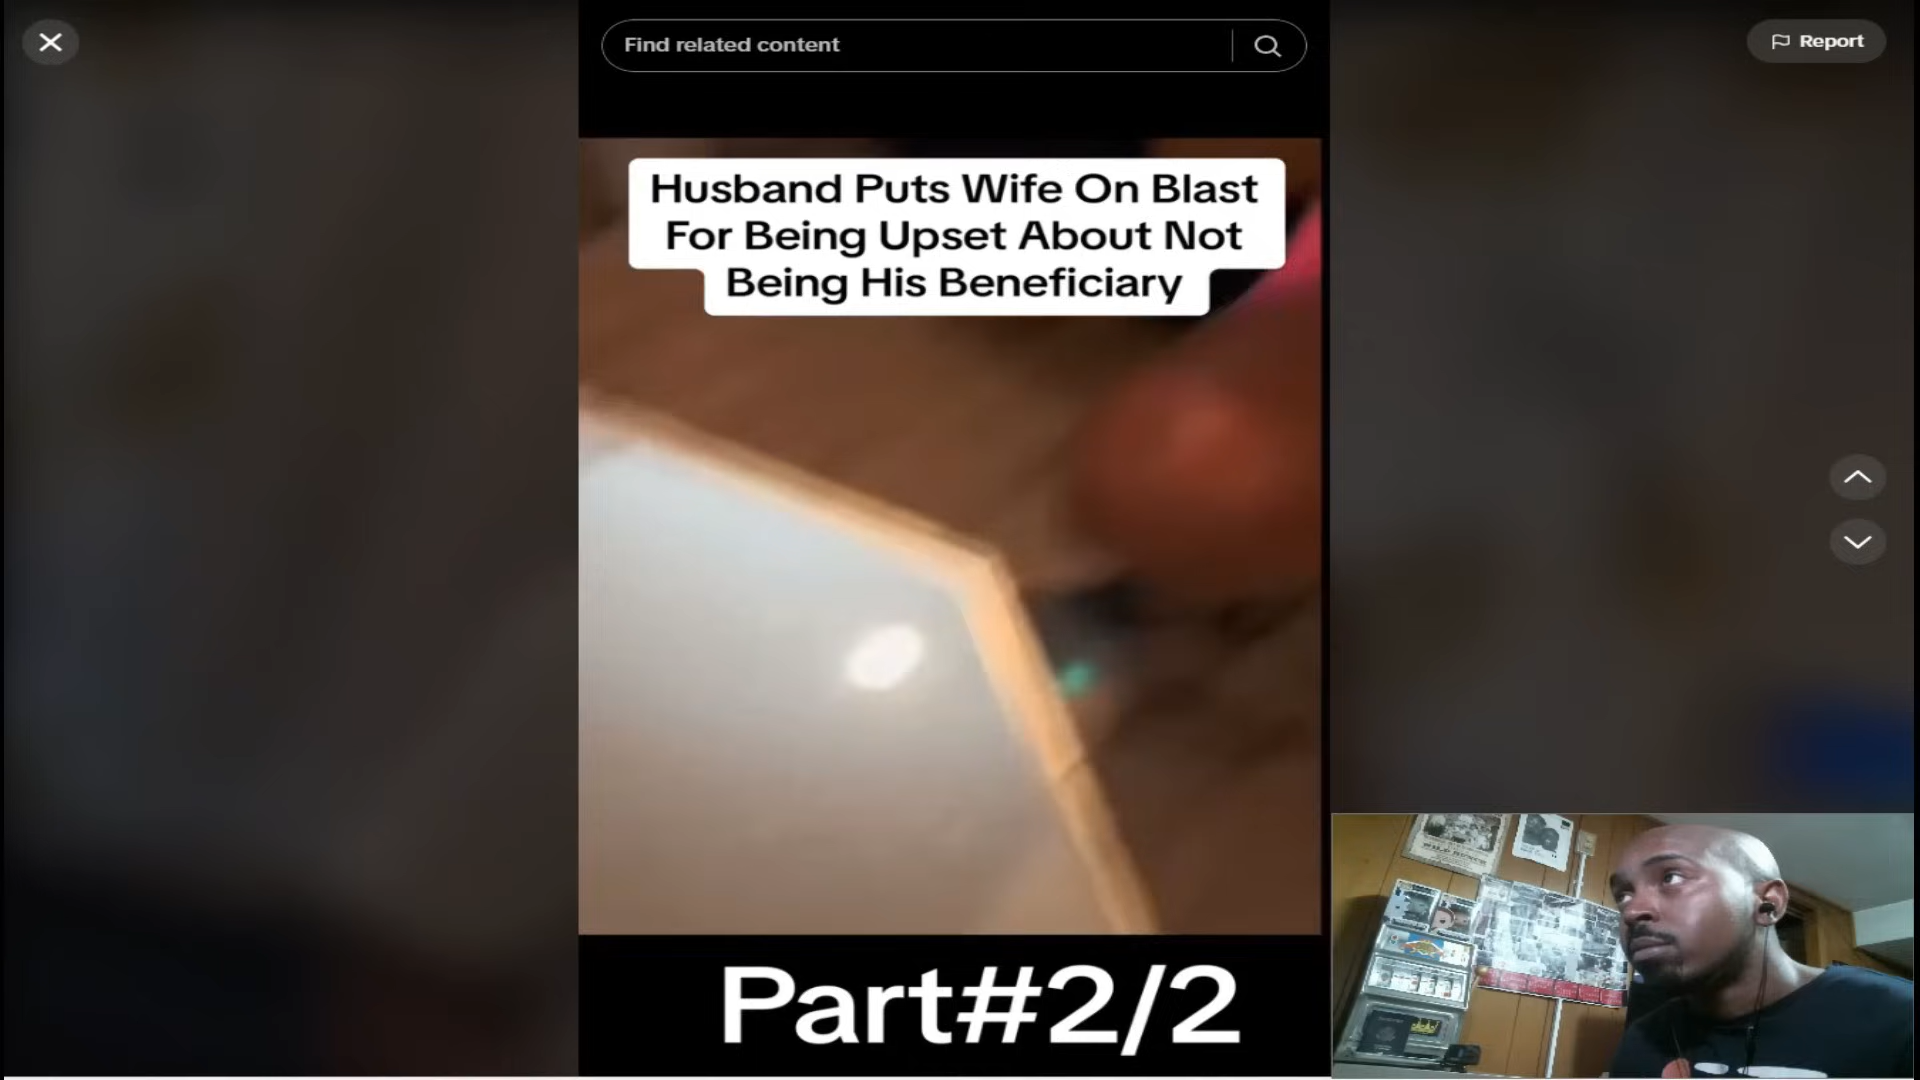 Find related content
Report
Husband Puts Wife On Blast
For Being Upset About Not
Being His Beneficiary
Part#2/2